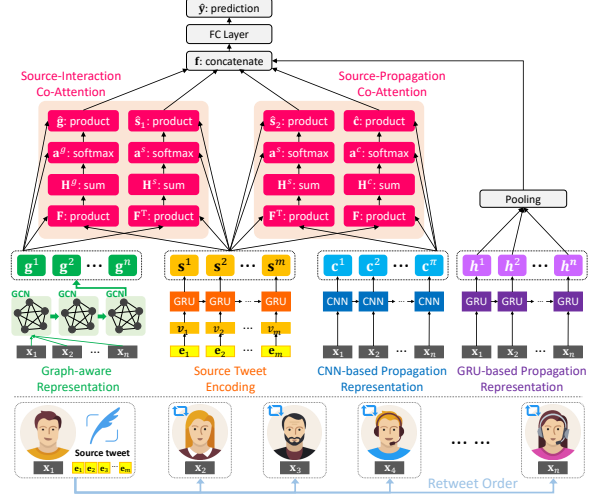 ŷ: prediction
FC Layer
f: concatenate
Source-Interaction
Co-Attention
Source-Propagation
Co-Attention
ĝ: product ŝ₁: product ŝ₂: product ĉ: product
aᵍ: softmax aˢ: softmax aˢ: softmax aᶜ: softmax
Hᵍ: sum Hˢ: sum Hˢ: sum Hᶜ: sum
F: product Fᵀ: product Fᵀ: product F: product
Pooling
g¹ g² ··· gⁿ s¹ s² ··· sᵐ c¹ c² ··· cⁿ h¹ h² ··· hⁿ
GCN GCN GCN
GRU GRU ··· GRU CNN CNN ··· CNN GRU GRU ··· GRU
v₁ v₂ ··· vₘ
x₁ x₂ ··· xₙ e₁ e₂ ··· eₘ x₁ x₂ ··· xₙ x₁ x₂ ··· xₙ
Graph-aware
Representation
Source Tweet
Encoding
CNN-based Propagation
Representation
GRU-based Propagation
Representation
Source tweet
x₁ e₁ e₂ e₃ ··· eₘ x₂ x₃ x₄ ··· ··· xₙ
Retweet Order